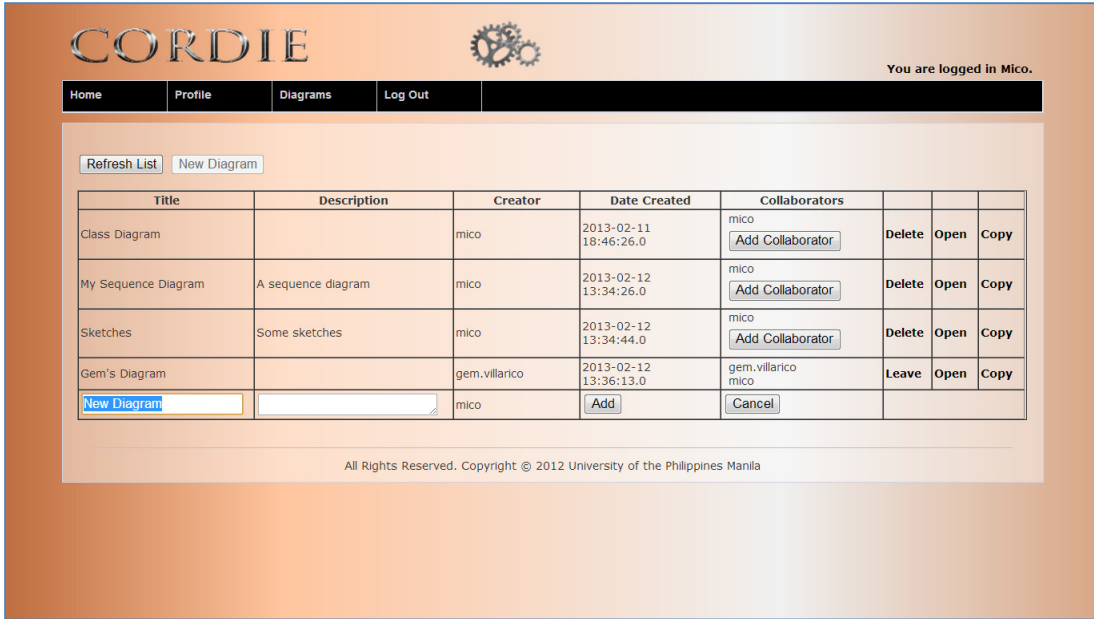 CORDIE
You are logged in Mico.
Home Profile Diagrams Log Out
Refresh List New Diagram
Title Description Creator Date Created Collaborators
Class Diagram mico 2013-02-11 18:46:26.0 mico Add Collaborator Delete Open Copy
My Sequence Diagram A sequence diagram mico 2013-02-12 13:34:26.0 mico Add Collaborator Delete Open Copy
Sketches Some sketches mico 2013-02-12 13:34:44.0 mico Add Collaborator Delete Open Copy
Gem's Diagram gem.villarico 2013-02-12 13:36:13.0 gem.villarico mico Leave Open Copy
New Diagram mico Add Cancel
All Rights Reserved. Copyright © 2012 University of the Philippines Manila